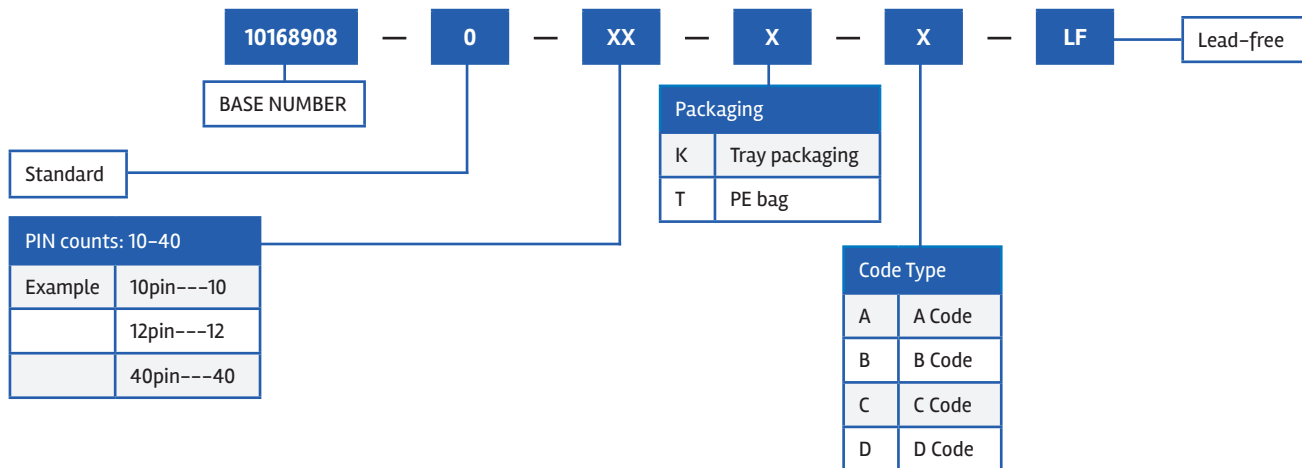 10168908 — 0 — XX — X — X — LF Lead-free
BASE NUMBER
Standard
Packaging
K Tray packaging
T PE bag
PIN counts: 10-40
Example 10pin---10
12pin---12
40pin---40
Code Type
A A Code
B B Code
C C Code
D D Code